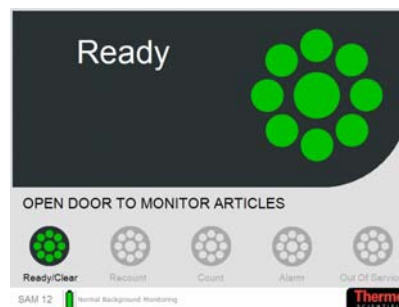 Ready
OPEN DOOR TO MONITOR ARTICLES
Ready/Clear Recount Count Alarm Out Of Service
SAM 12 Normal Background Monitoring Thermo
SCIENTIFIC